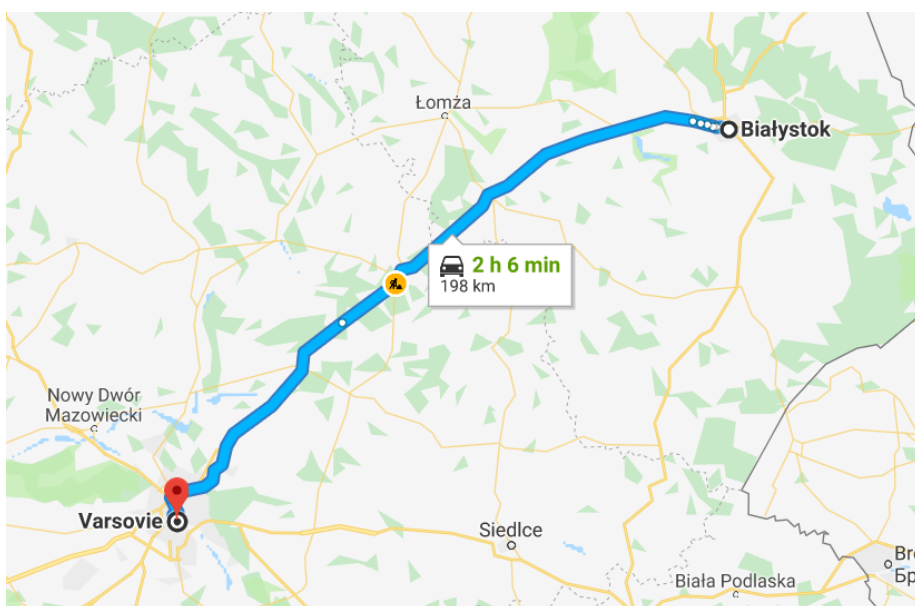 Łomża
Białystok
2 h 6 min
198 km
Nowy Dwór
Mazowiecki
Varsovie
Siedlce
Biała Podlaska